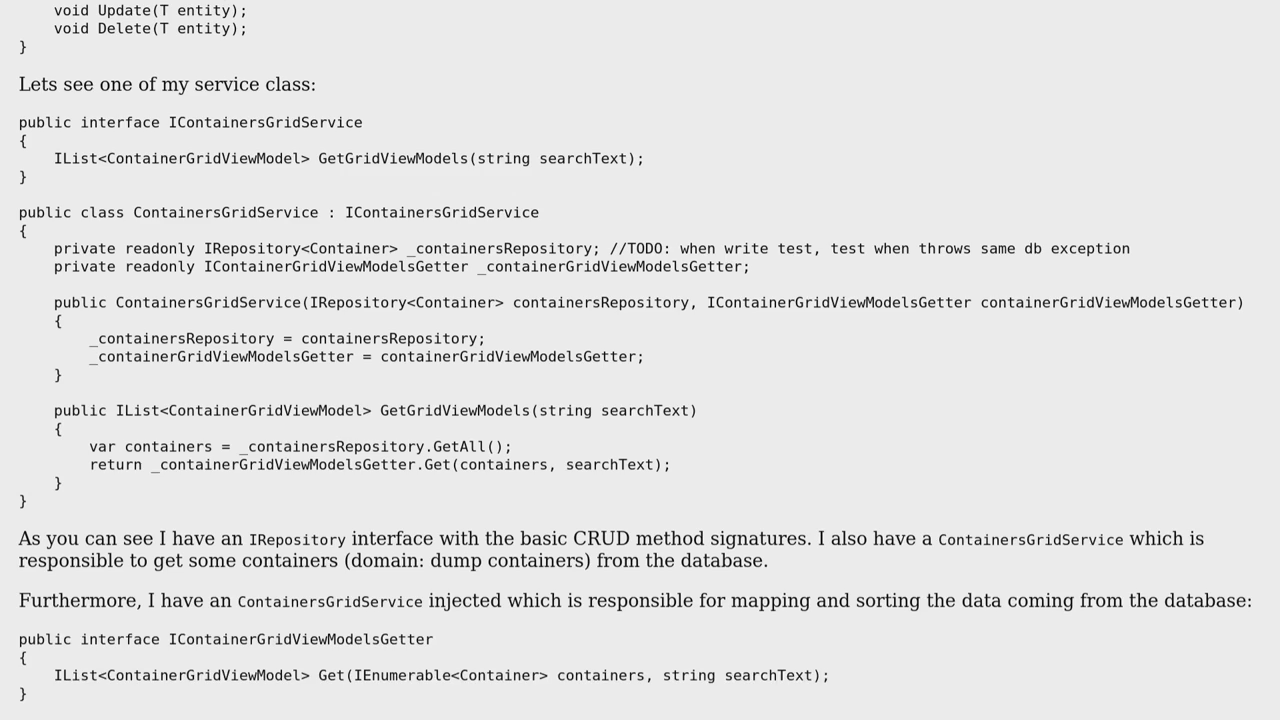 void Update(T entity);
    void Delete(T entity);
}
Lets see one of my service class:
public interface IContainersGridService
{
    IList<ContainerGridViewModel> GetGridViewModels(string searchText);
}
public class ContainersGridService : IContainersGridService
{
    private readonly IRepository<Container> _containersRepository; //TODO: when write test, test when throws same db exception
    private readonly IContainerGridViewModelsGetter _containerGridViewModelsGetter;
    public ContainersGridService(IRepository<Container> containersRepository, IContainerGridViewModelsGetter containerGridViewModelsGetter)
    {
        _containersRepository = containersRepository;
        _containerGridViewModelsGetter = containerGridViewModelsGetter;
    }
    public IList<ContainerGridViewModel> GetGridViewModels(string searchText)
    {
        var containers = _containersRepository.GetAll();
        return _containerGridViewModelsGetter.Get(containers, searchText);
    }
}
As you can see I have an IRepository interface with the basic CRUD method signatures. I also have a ContainersGridService which is
responsible to get some containers (domain: dump containers) from the database.
Furthermore, I have an ContainersGridService injected which is responsible for mapping and sorting the data coming from the database:
public interface IContainerGridViewModelsGetter
{
    IList<ContainerGridViewModel> Get(IEnumerable<Container> containers, string searchText);
}